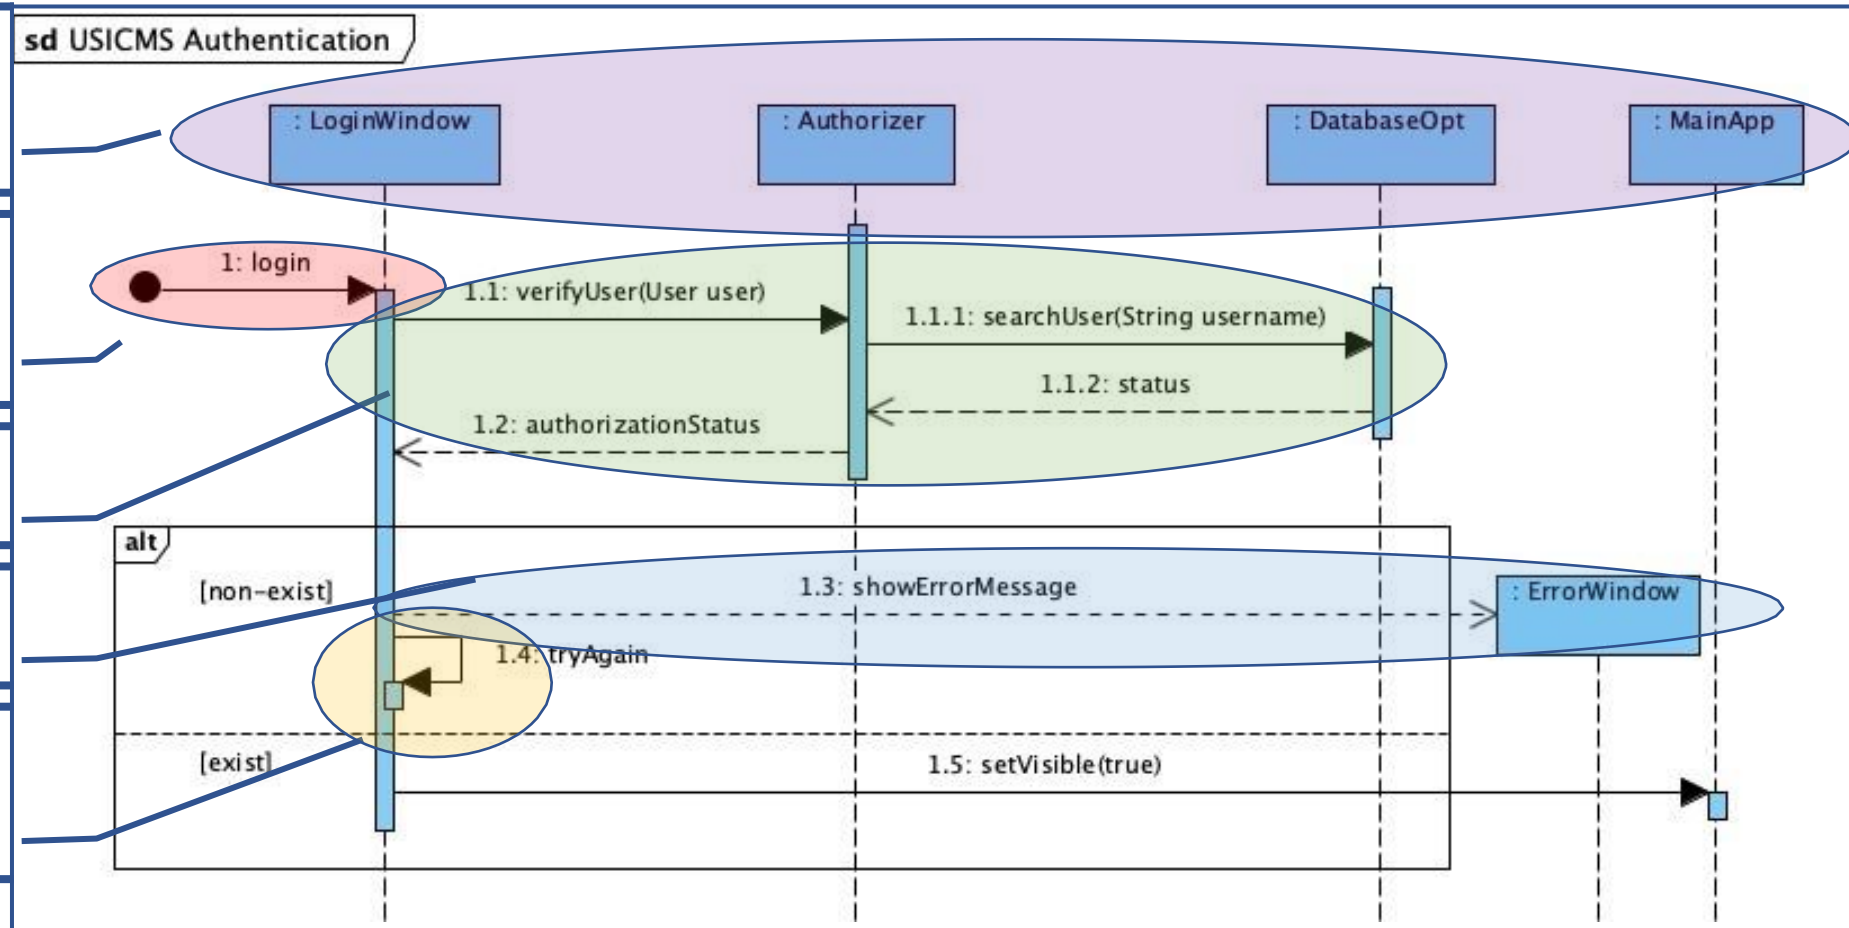 sd USICMS Authentication
: LoginWindow
: Authorizer
: DatabaseOpt
: MainApp
1: login
1.1: verifyUser(User user)
1.1.1: searchUser(String username)
1.1.2: status
1.2: authorizationStatus
alt
[non-exist]
1.3: showErrorMessage
: ErrorWindow
1.4: tryAgain
[exist]
1.5: setVisible(true)